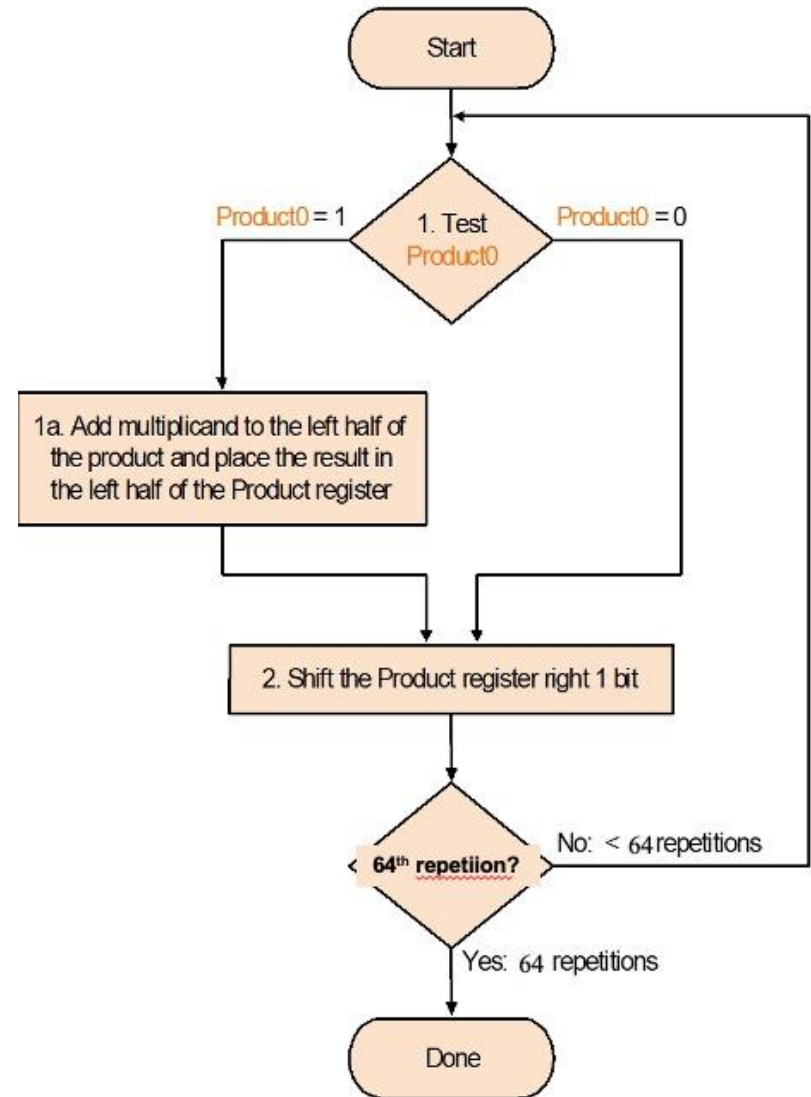 Start
Product0 = 1
1. Test
Product0
Product0 = 0
1a. Add multiplicand to the left half of
the product and place the result in
the left half of the Product register
2. Shift the Product register right 1 bit
64th repetiion?
No: < 64 repetitions
Yes: 64 repetitions
Done